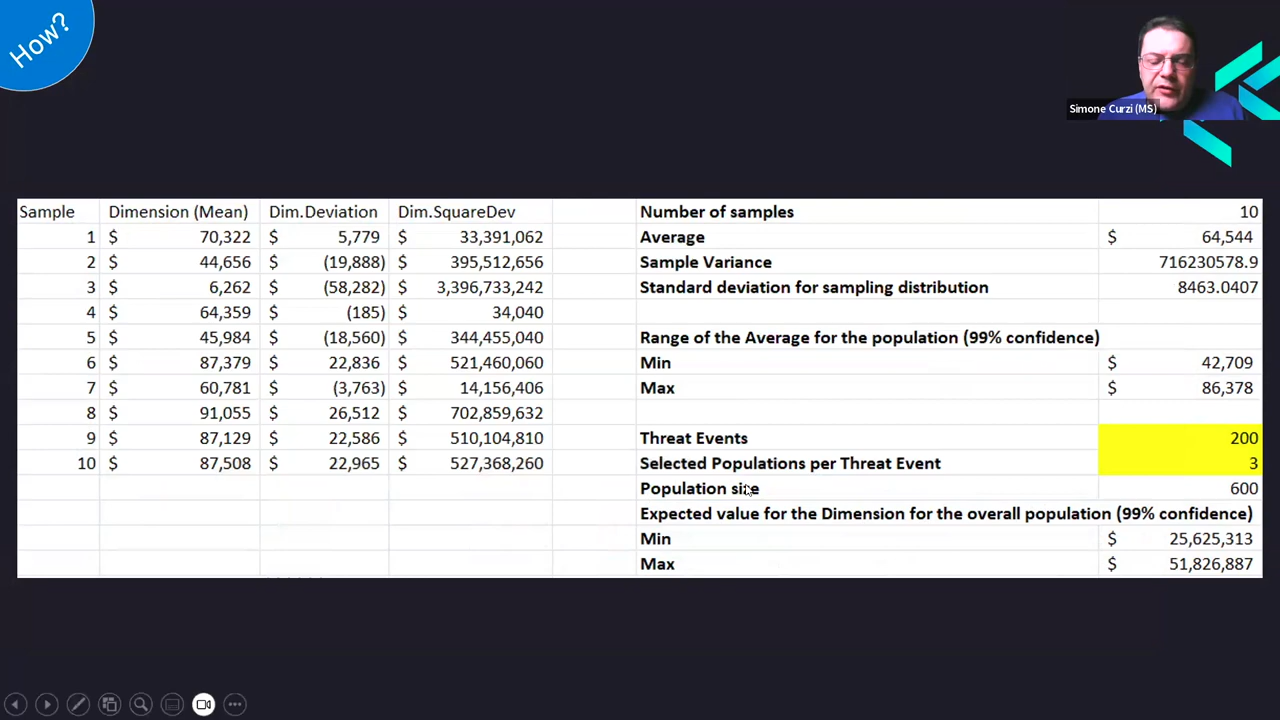 How?
Simone Curzi (MS)
Sample Dimension (Mean) Dim.Deviation Dim.SquareDev
1 $ 70,322 $ 5,779 $ 33,391,062
2 $ 44,656 $ (19,888) $ 395,512,656
3 $ 6,262 $ (58,282) $ 3,396,733,242
4 $ 64,359 $ (185) $ 34,040
5 $ 45,984 $ (18,560) $ 344,455,040
6 $ 87,379 $ 22,836 $ 521,460,060
7 $ 60,781 $ (3,763) $ 14,156,406
8 $ 91,055 $ 26,512 $ 702,859,632
9 $ 87,129 $ 22,586 $ 510,104,810
10 $ 87,508 $ 22,965 $ 527,368,260
Number of samples 10
Average $ 64,544
Sample Variance 716230578.9
Standard deviation for sampling distribution 8463.0407
Range of the Average for the population (99% confidence)
Min $ 42,709
Max $ 86,378
Threat Events 200
Selected Populations per Threat Event 3
Population size 600
Expected value for the Dimension for the overall population (99% confidence)
Min $ 25,625,313
Max $ 51,826,887